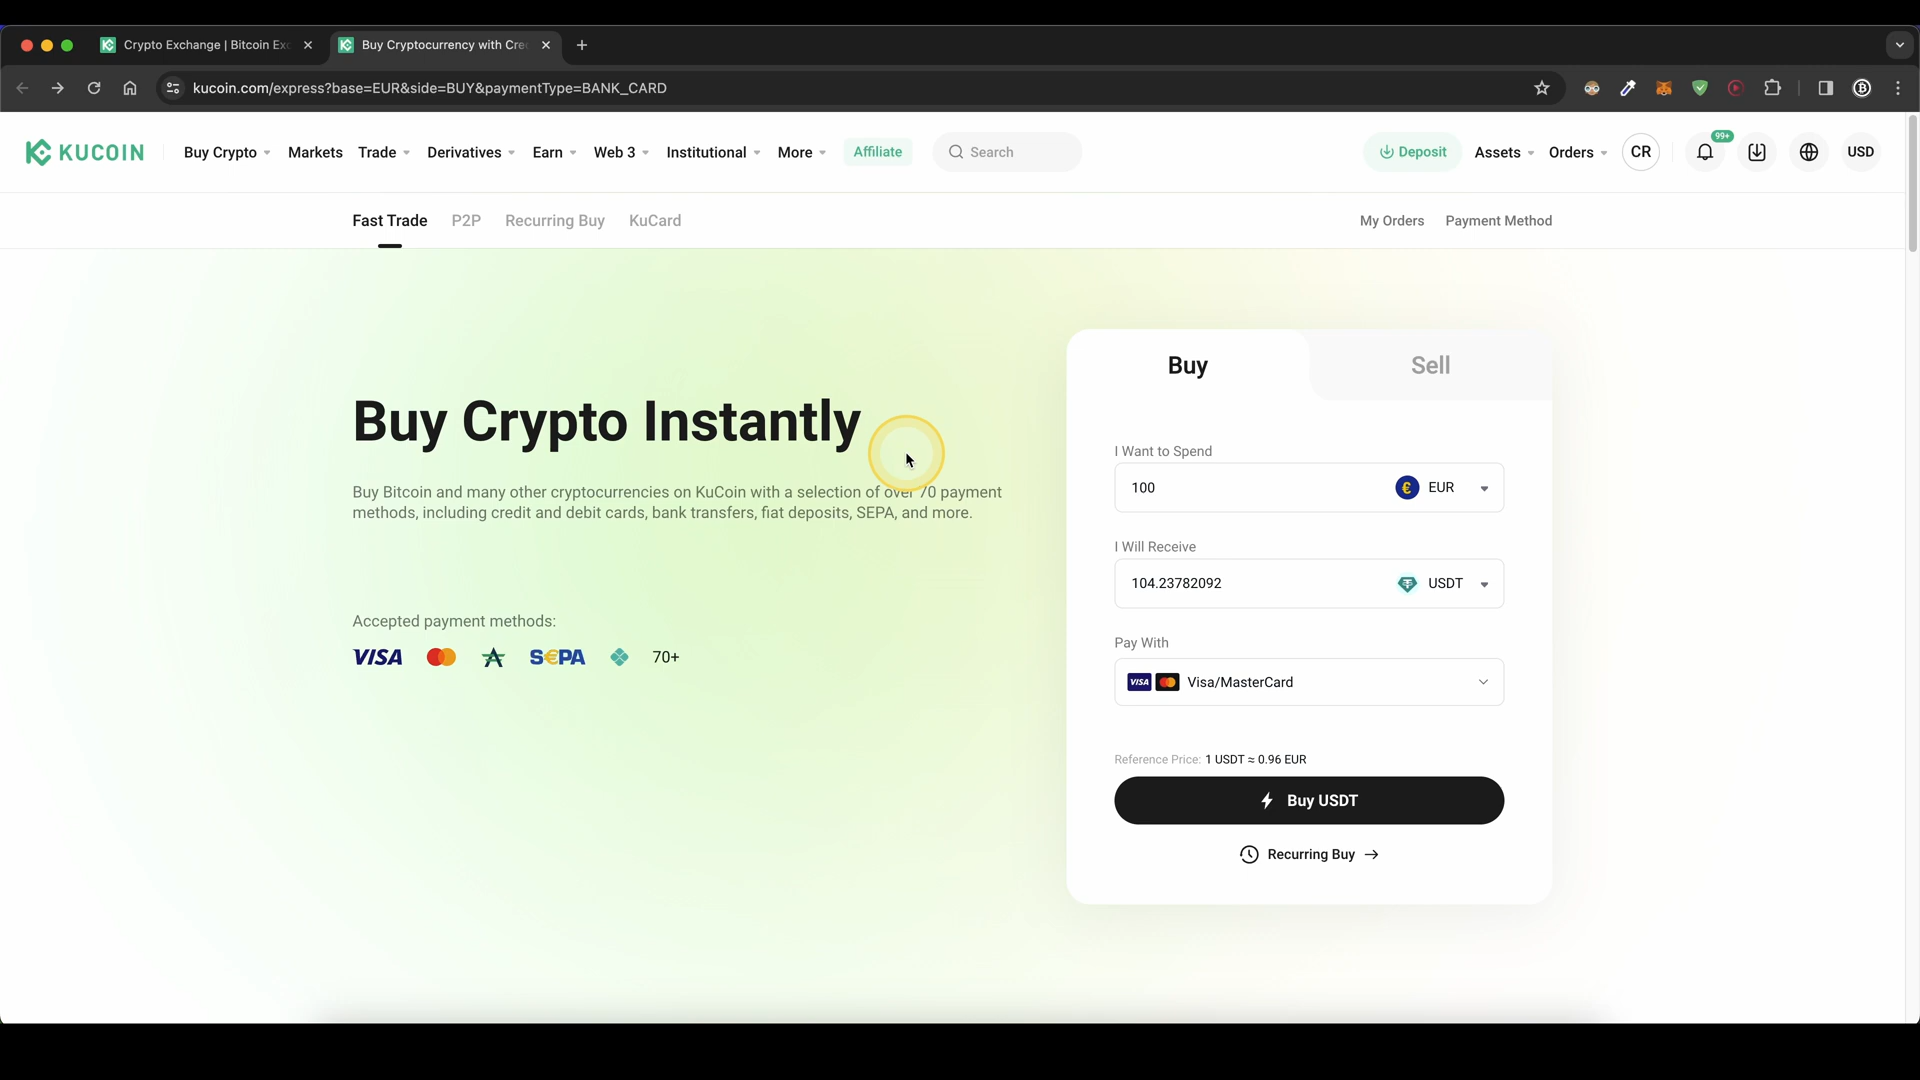 Crypto Exchange | Bitcoin Ex
Buy Cryptocurrency with Cre
kucoin.com/express?base=EUR&side=BUY&paymentType=BANK_CARD
KUCOIN Buy Crypto Markets Trade Derivatives Earn Web 3 Institutional More Affiliate Search Deposit Assets Orders CR 99+ USD
Fast Trade P2P Recurring Buy KuCard My Orders Payment Method
Buy Crypto Instantly
Buy Bitcoin and many other cryptocurrencies on KuCoin with a selection of over 70 payment
methods, including credit and debit cards, bank transfers, fiat deposits, SEPA, and more.
Accepted payment methods:
VISA S€PA 70+
Buy Sell
I Want to Spend
100 € EUR
I Will Receive
104.23782092 USDT
Pay With
VISA Visa/MasterCard
Reference Price: 1 USDT ≈ 0.96 EUR
Buy USDT
Recurring Buy →